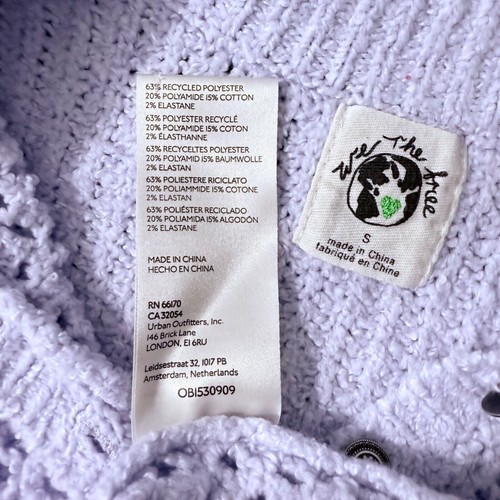 63% RECYCLED POLYESTER
20% POLYAMIDE 15% COTTON
2% ELASTANE
63% POLYESTER RECYCLÉ
20% POLYAMIDE 15% COTON
2% ÉLASTHANNE
63% RECYCELTES POLYESTER
20% POLYAMID 15% BAUMWOLLE
2% ELASTAN
63% POLIESTERE RICICLATO
20% POLIAMMIDE 15% COTONE
2% ELASTAN
63% POLIÉSTER RECICLADO
20% POLIAMIDA 15% ALGODÓN
2% ELASTANE
MADE IN CHINA
HECHO EN CHINA
RN 66170
CA 32054
Urban Outfitters, Inc.
146 Brick Lane
LONDON, E1 6RU
Leidsestraat 32, 1017 PB
Amsterdam, Netherlands
OB1530909
We The Free
S
made in China
fabriqué en Chine